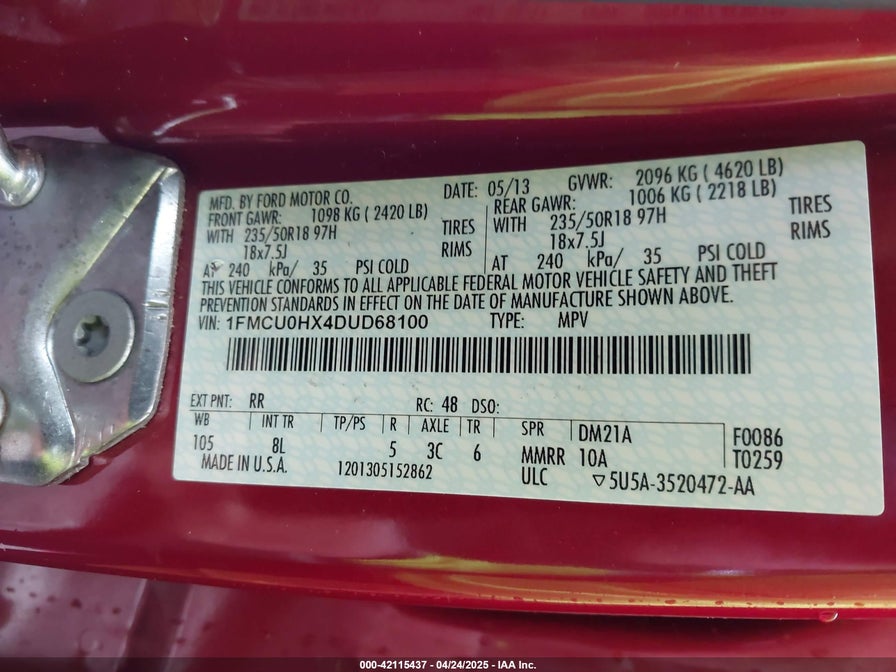 MFD. BY FORD MOTOR CO. DATE: 05/13 GVWR: 2096 KG ( 4620 LB)
FRONT GAWR: 1098 KG ( 2420 LB) REAR GAWR: 1006 KG ( 2218 LB)
WITH 235/50R18 97H TIRES WITH 235/50R18 97H TIRES
18x7.5J RIMS 18x7.5J RIMS
AT 240 kPa/ 35 PSI COLD AT 240 kPa/ 35 PSI COLD
THIS VEHICLE CONFORMS TO ALL APPLICABLE FEDERAL MOTOR VEHICLE SAFETY AND THEFT
PREVENTION STANDARDS IN EFFECT ON THE DATE OF MANUFACTURE SHOWN ABOVE.
VIN: 1FMCU0HX4DUD68100 TYPE: MPV
EXT PNT: RR RC: 48 DSO:
WB INT TR TP/PS R AXLE TR SPR DM21A F0086
105 8L 5 3C 6 MMRR 10A T0259
MADE IN U.S.A. 1201305152862 ULC ▽5U5A-3520472-AA
000-42115437 - 04/24/2025 - IAA Inc.